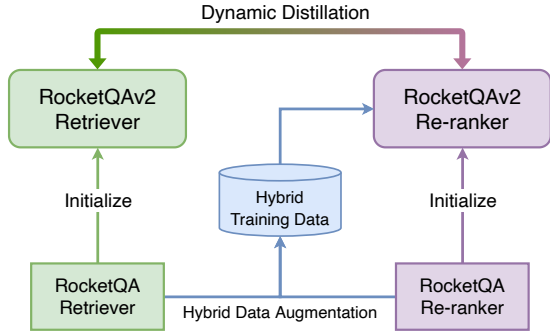 Dynamic Distillation
RocketQAv2
Retriever
RocketQAv2
Re-ranker
Initialize
Hybrid
Training Data
Initialize
RocketQA
Retriever
Hybrid Data Augmentation
RocketQA
Re-ranker